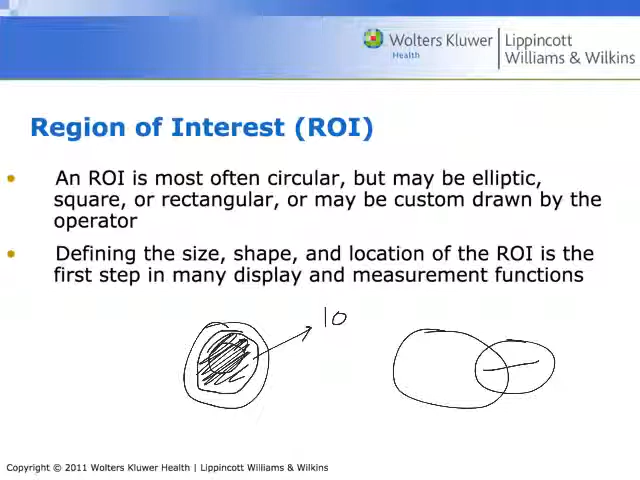 Wolters Kluwer
Health
Lippincott
Williams & Wilkins
Region of Interest (ROI)
• An ROI is most often circular, but may be elliptic,
square, or rectangular, or may be custom drawn by the
operator
• Defining the size, shape, and location of the ROI is the
first step in many display and measurement functions
10
Copyright © 2011 Wolters Kluwer Health | Lippincott Williams & Wilkins